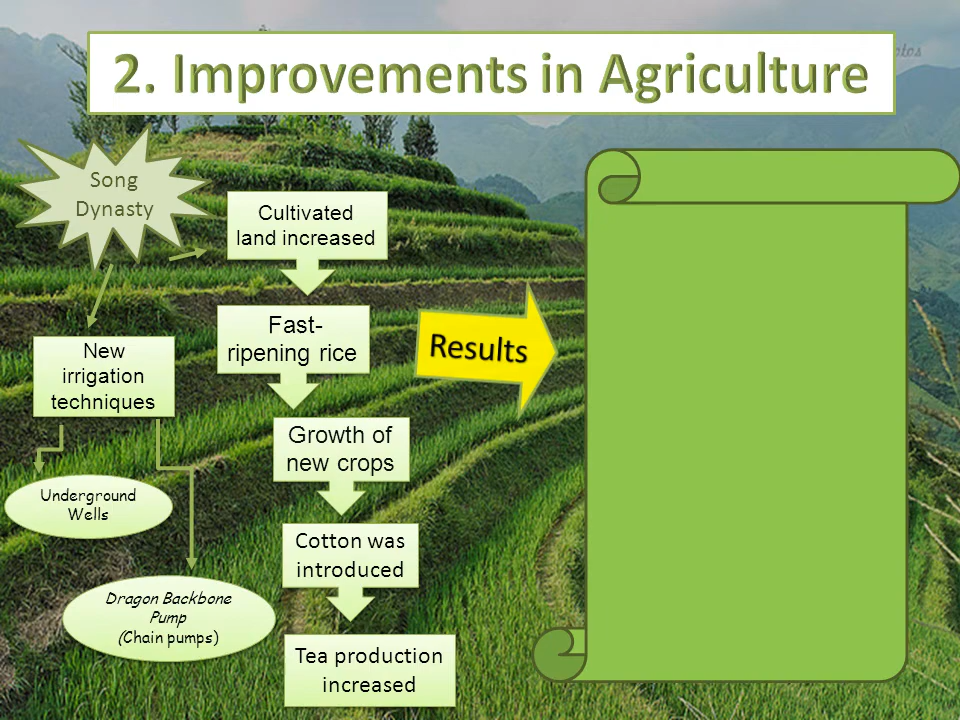 2. Improvements in Agriculture
Song
Dynasty
Cultivated
land increased
Fast-
ripening rice
Results
New
irrigation
techniques
Growth of
new crops
Underground
Wells
Cotton was
introduced
Dragon Backbone
Pump
(Chain pumps)
Tea production
increased